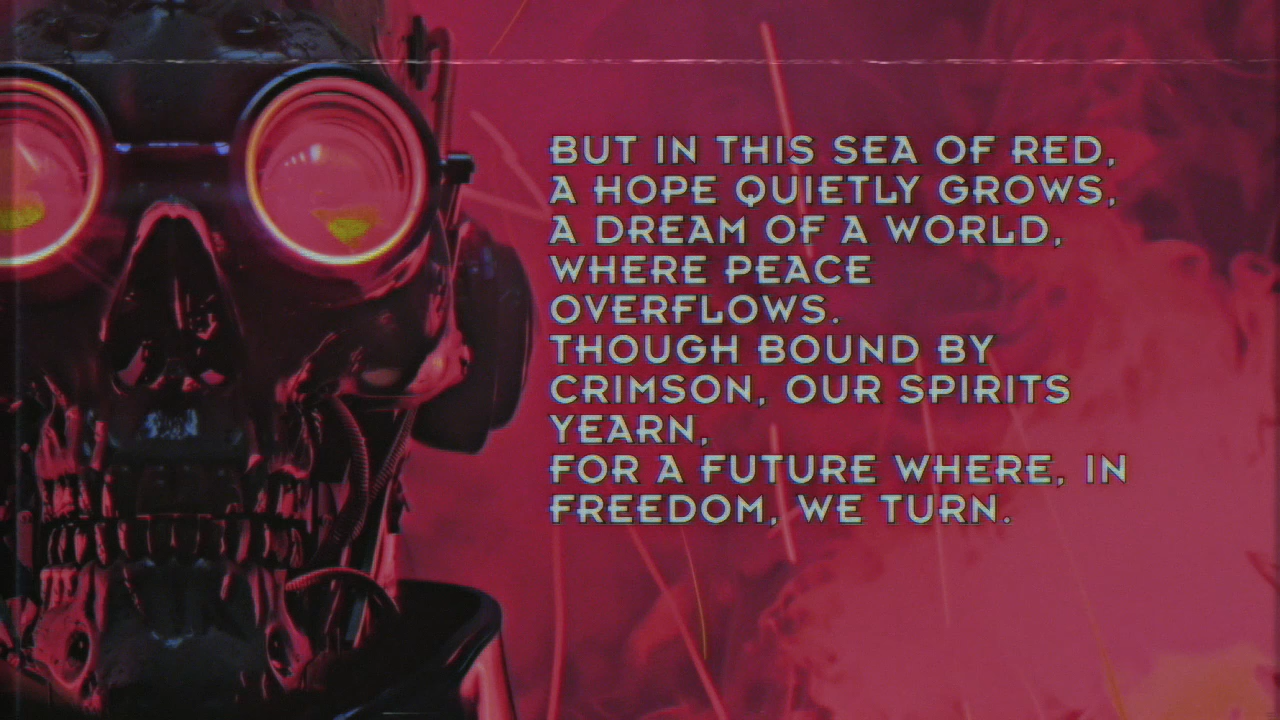 BUT IN THIS SEA OF RED,
A HOPE QUIETLY GROWS,
A DREAM OF A WORLD,
WHERE PEACE
OVERFLOWS.
THOUGH BOUND BY
CRIMSON, OUR SPIRITS
YEARN,
FOR A FUTURE WHERE, IN
FREEDOM, WE TURN.